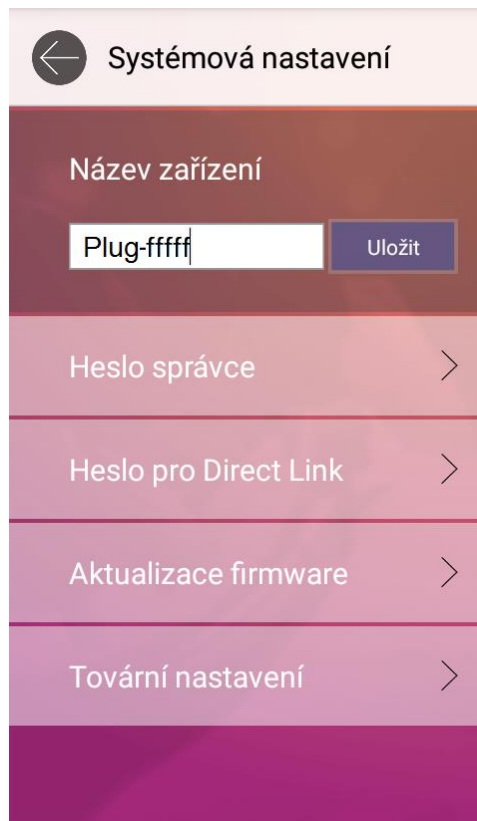 Systémová nastavení
Název zařízení
Plug-fffff
Uložit
Heslo správce
Heslo pro Direct Link
Aktualizace firmware
Tovární nastavení